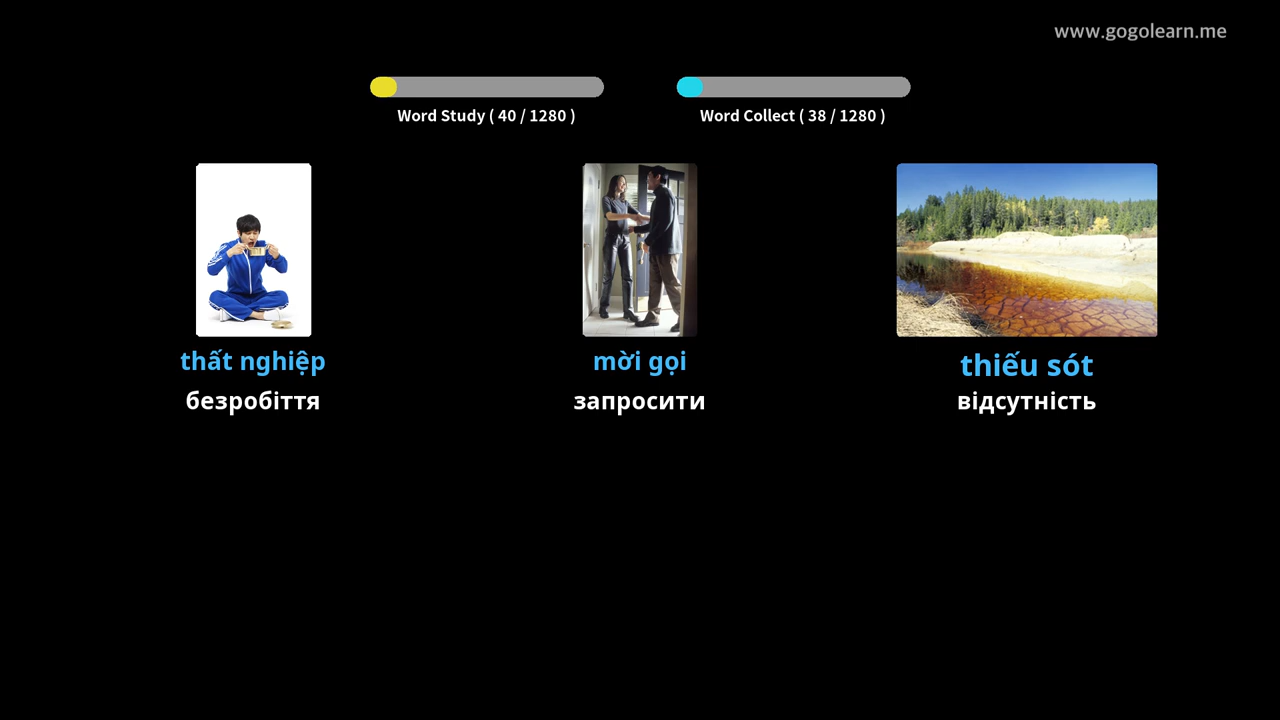 www.gogolearn.me
Word Study ( 40 / 1280 )
Word Collect ( 38 / 1280 )
thất nghiệp
mời gọi
thiếu sót
безробіття
запросити
відсутність